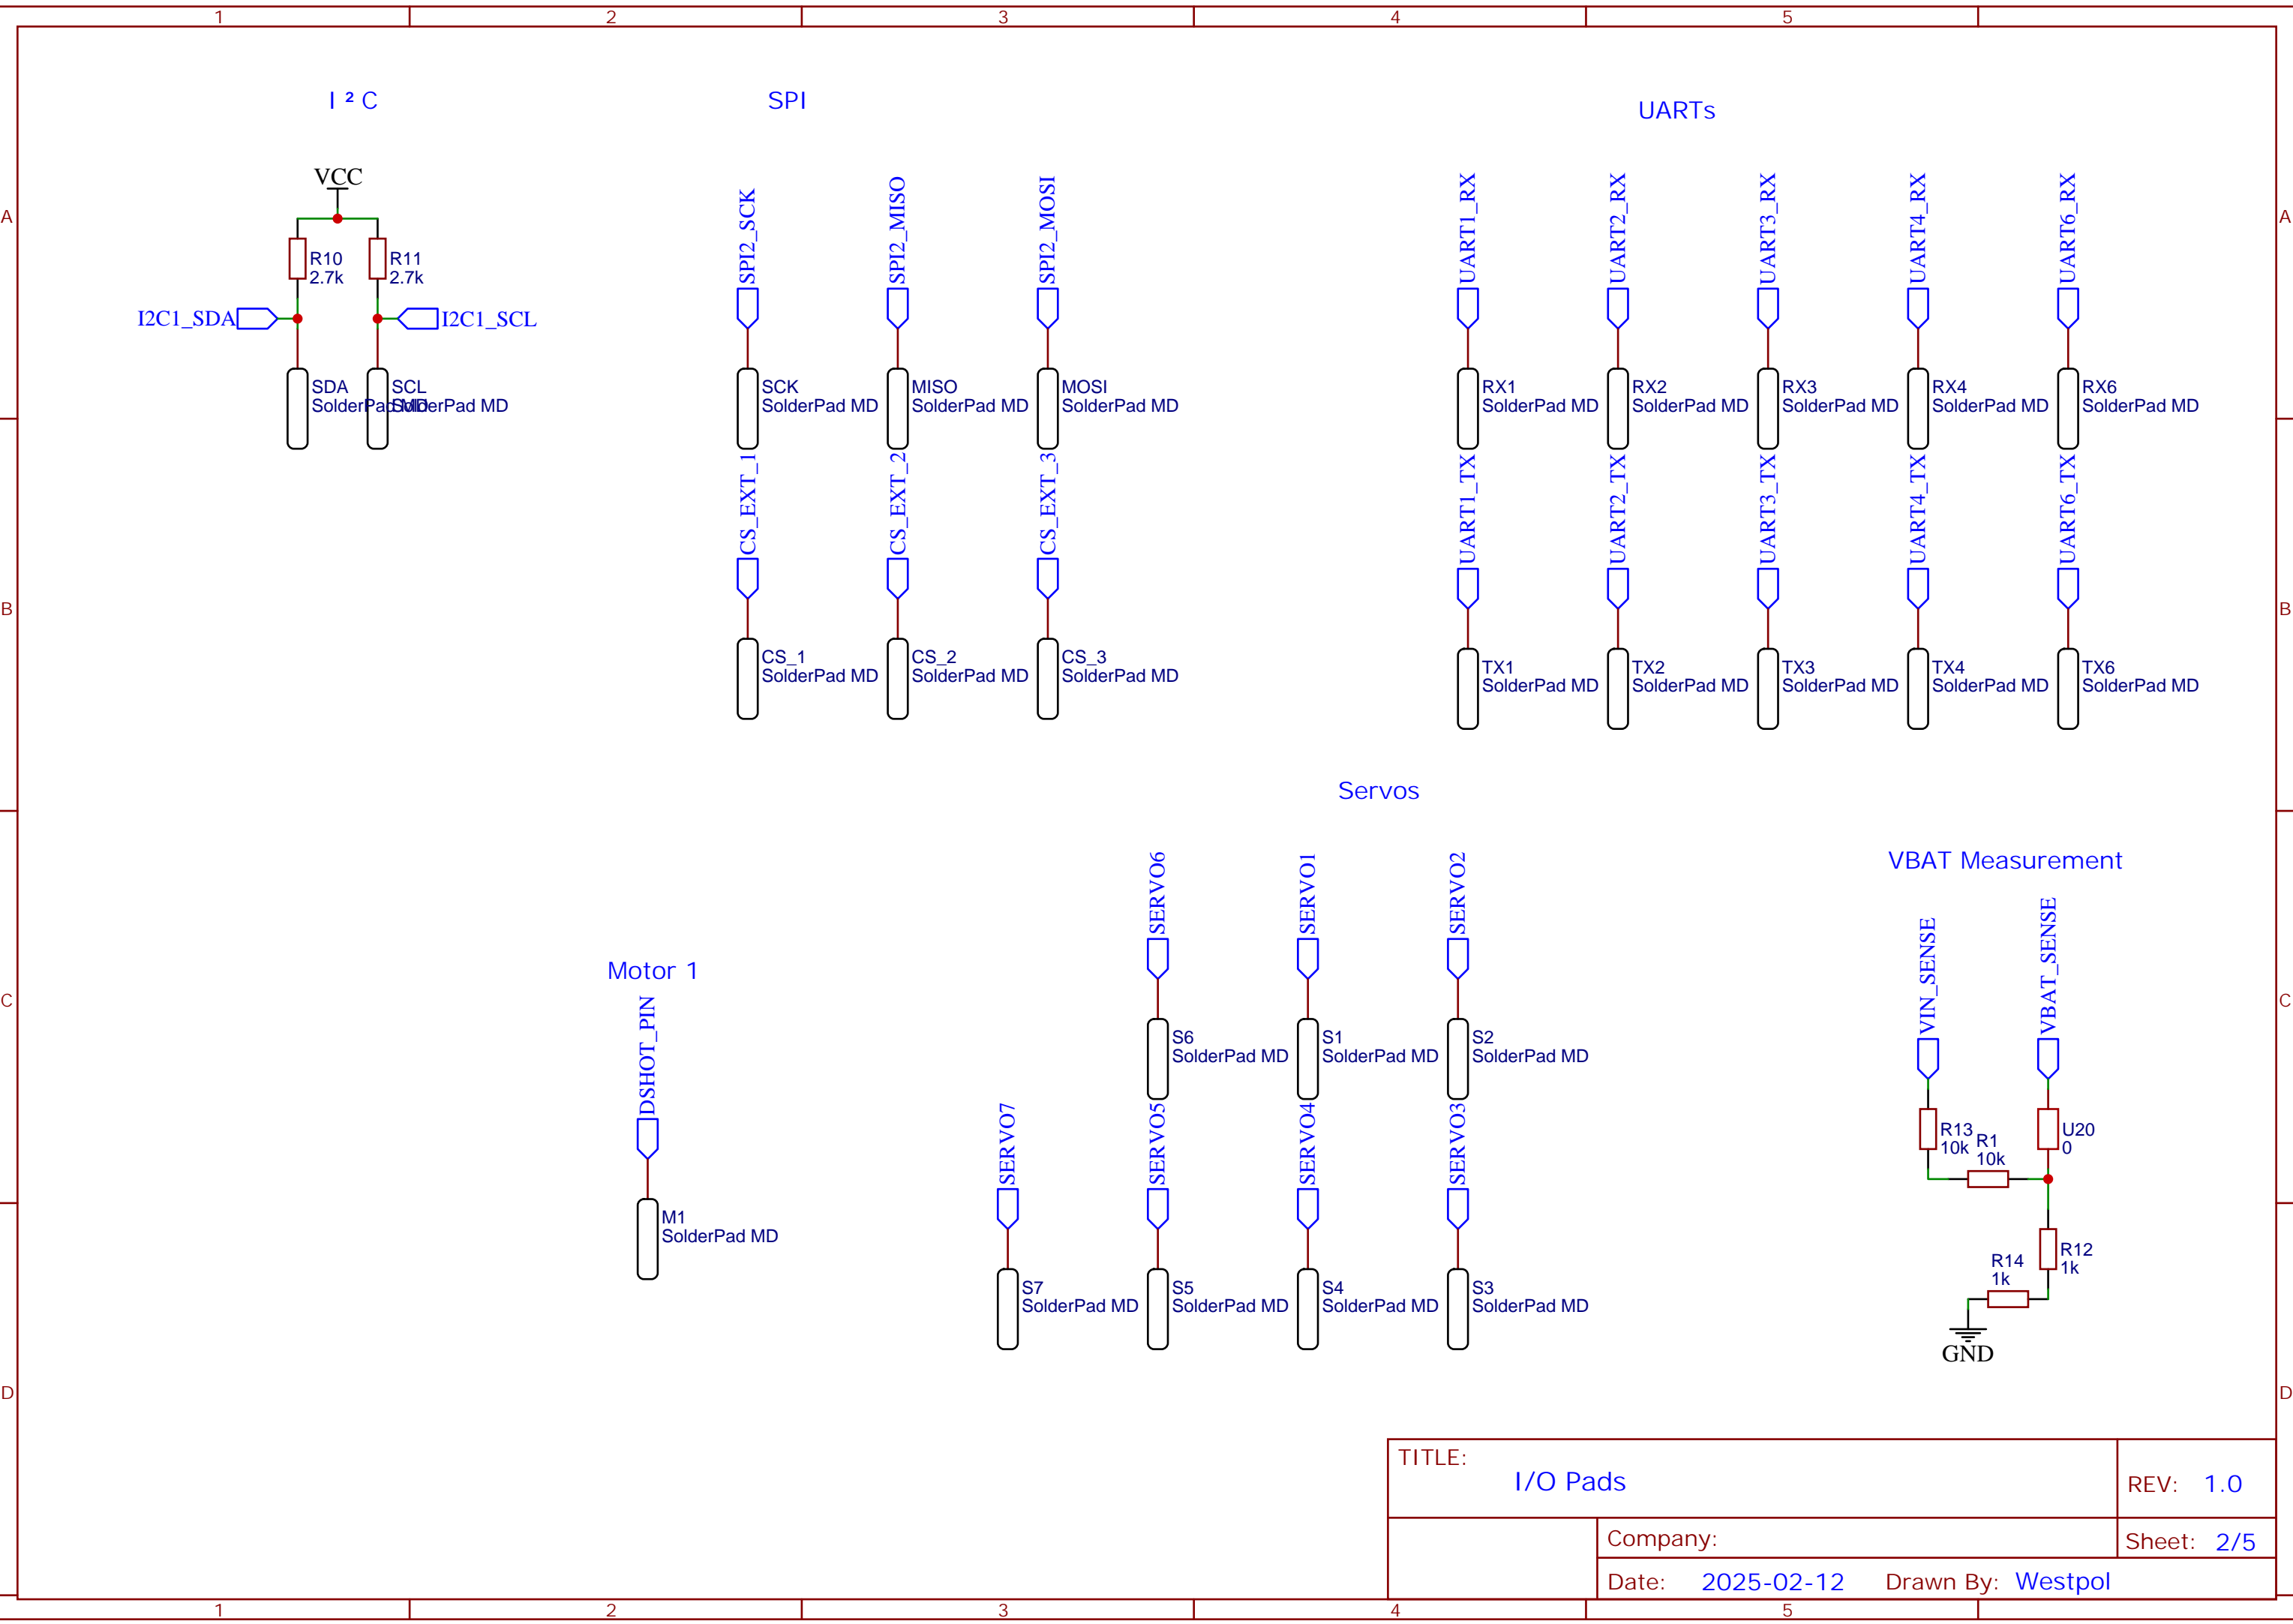 1 2 3 4 5
I ² C
SPI
UARTs
VCC
A
A
R10
2.7k
R11
2.7k
I2C1_SDA
I2C1_SCL
SDA
SolderPad MD
SCL
SolderPad MD
SPI2_SCK
SPI2_MISO
SPI2_MOSI
SCK
SolderPad MD
MISO
SolderPad MD
MOSI
SolderPad MD
CS_EXT_1
CS_EXT_2
CS_EXT_3
CS_1
SolderPad MD
CS_2
SolderPad MD
CS_3
SolderPad MD
UART1_RX
UART2_RX
UART3_RX
UART4_RX
UART6_RX
RX1
SolderPad MD
RX2
SolderPad MD
RX3
SolderPad MD
RX4
SolderPad MD
RX6
SolderPad MD
UART1_TX
UART2_TX
UART3_TX
UART4_TX
UART6_TX
B
B
TX1
SolderPad MD
TX2
SolderPad MD
TX3
SolderPad MD
TX4
SolderPad MD
TX6
SolderPad MD
Servos
SERVO6
SERVO1
SERVO2
S6
SolderPad MD
S1
SolderPad MD
S2
SolderPad MD
SERVO7
SERVO5
SERVO4
SERVO3
S7
SolderPad MD
S5
SolderPad MD
S4
SolderPad MD
S3
SolderPad MD
C
C
Motor 1
DSHOT_PIN
M1
SolderPad MD
VBAT Measurement
VIN_SENSE
VBAT_SENSE
R13
10k
R1
10k
U20
0
R12
1k
R14
1k
GND
D
D
TITLE:
I/O Pads
REV: 1.0
Company:
Sheet: 2/5
Date: 2025-02-12 Drawn By: Westpol
1 2 3 4 5